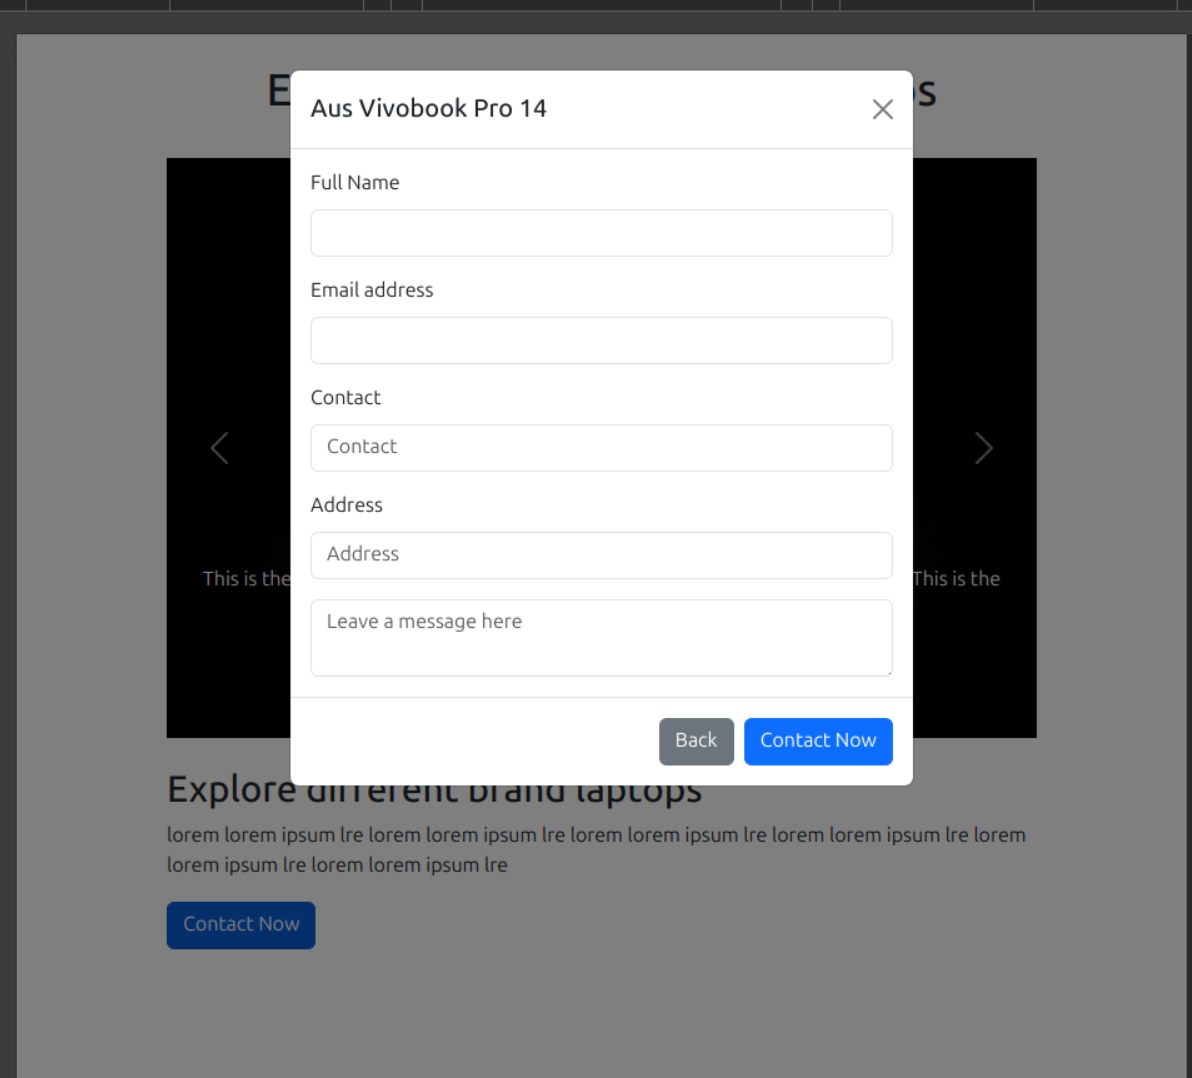 Aus Vivobook Pro 14
Full Name
Email address
Contact
Contact
Address
Address
This is the
This is the
Leave a message here
Back
Contact Now
Explore different brand laptops
lorem lorem ipsum lre lorem lorem ipsum lre lorem lorem ipsum lre lorem lorem ipsum lre lorem
lorem ipsum lre lorem lorem ipsum lre
Contact Now